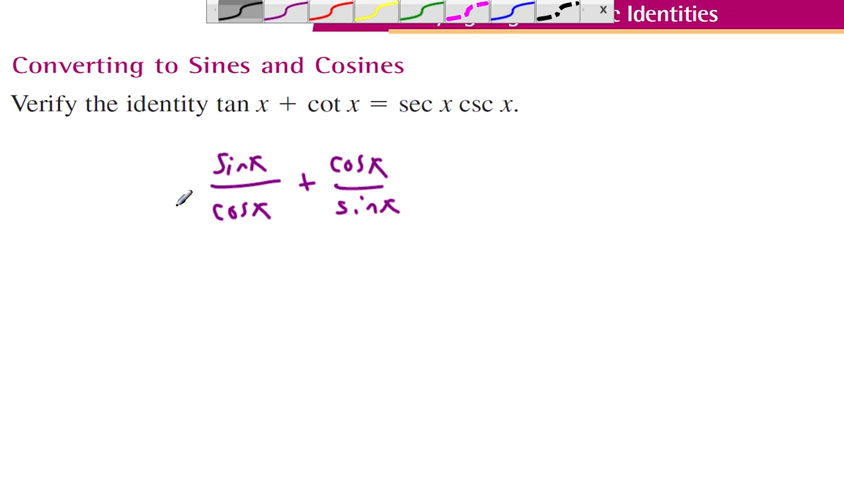 c Identities
x
Converting to Sines and Cosines
Verify the identity tan x + cot x = sec x csc x.
sinx + cosx
cosx sinx